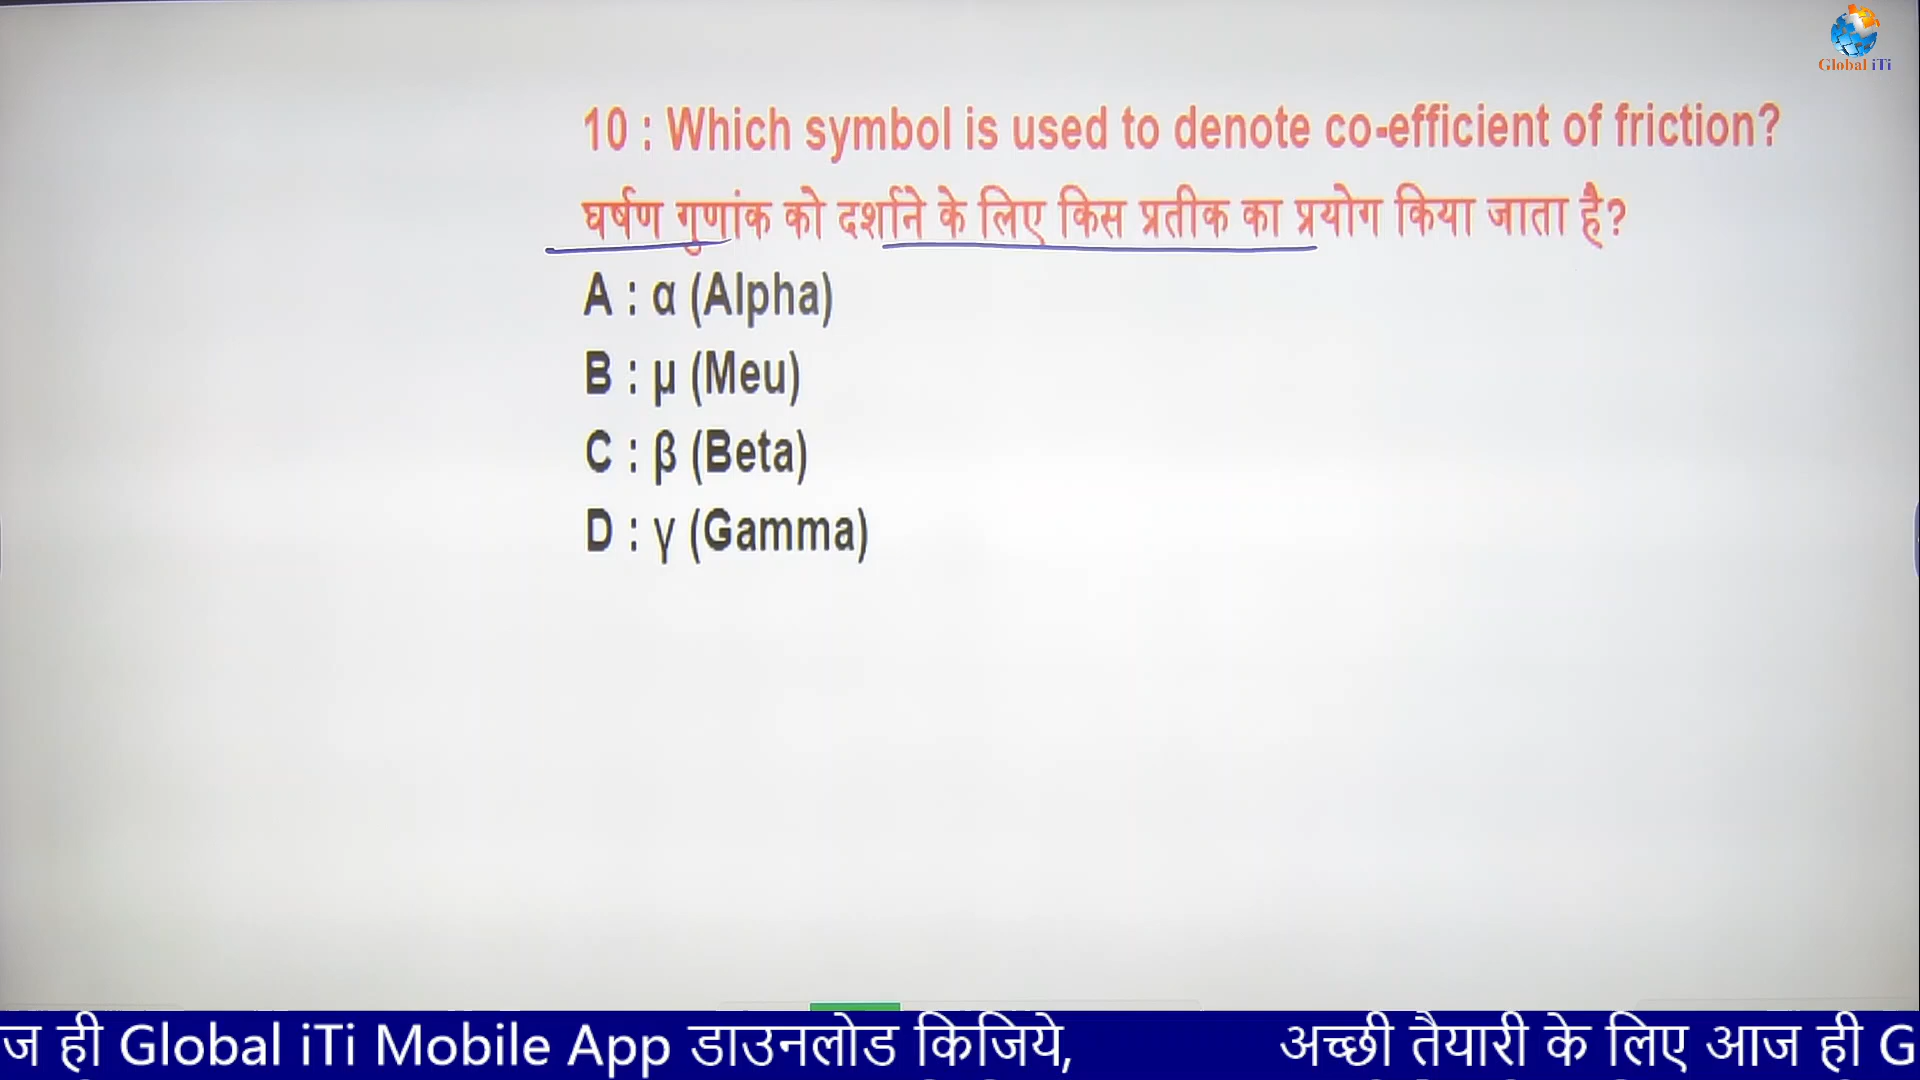 Global iTi
10 : Which symbol is used to denote co-efficient of friction?
घर्षण गुणांक को दर्शाने के लिए किस प्रतीक का प्रयोग किया जाता है?
A : α (Alpha)
B : μ (Meu)
C : β (Beta)
D : γ (Gamma)
ज ही Global iTi Mobile App डाउनलोड किजिये, अच्छी तैयारी के लिए आज ही G